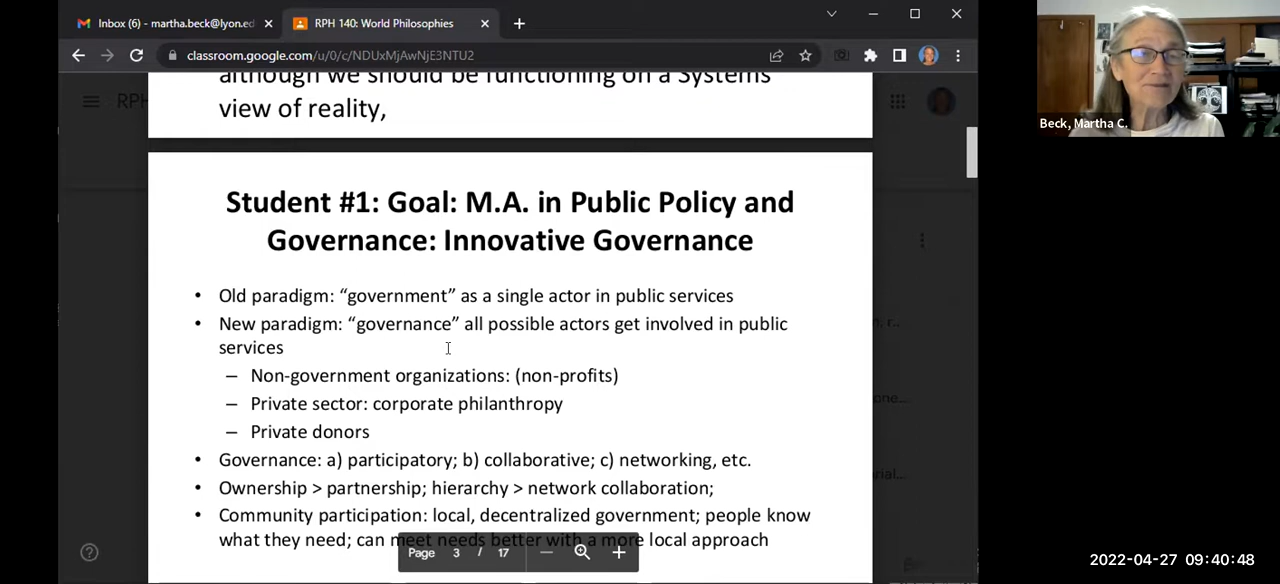 Inbox (6) - martha.beck@lyon.ed
RPH 140: World Philosophies
classroom.google.com/u/0/c/NDUxMjAwNjE3NTU2
although we should be functioning on a Systems
view of reality,
RPH
Student #1: Goal: M.A. in Public Policy and
Governance: Innovative Governance
• Old paradigm: “government” as a single actor in public services
• New paradigm: “governance” all possible actors get involved in public
services
– Non-government organizations: (non-profits)
– Private sector: corporate philanthropy
– Private donors
• Governance: a) participatory; b) collaborative; c) networking, etc.
• Ownership > partnership; hierarchy > network collaboration;
• Community participation: local, decentralized government; people know
what they need; can meet needs better with a more local approach
Page 3 / 17
Beck, Martha C.
2022-04-27 09:40:48